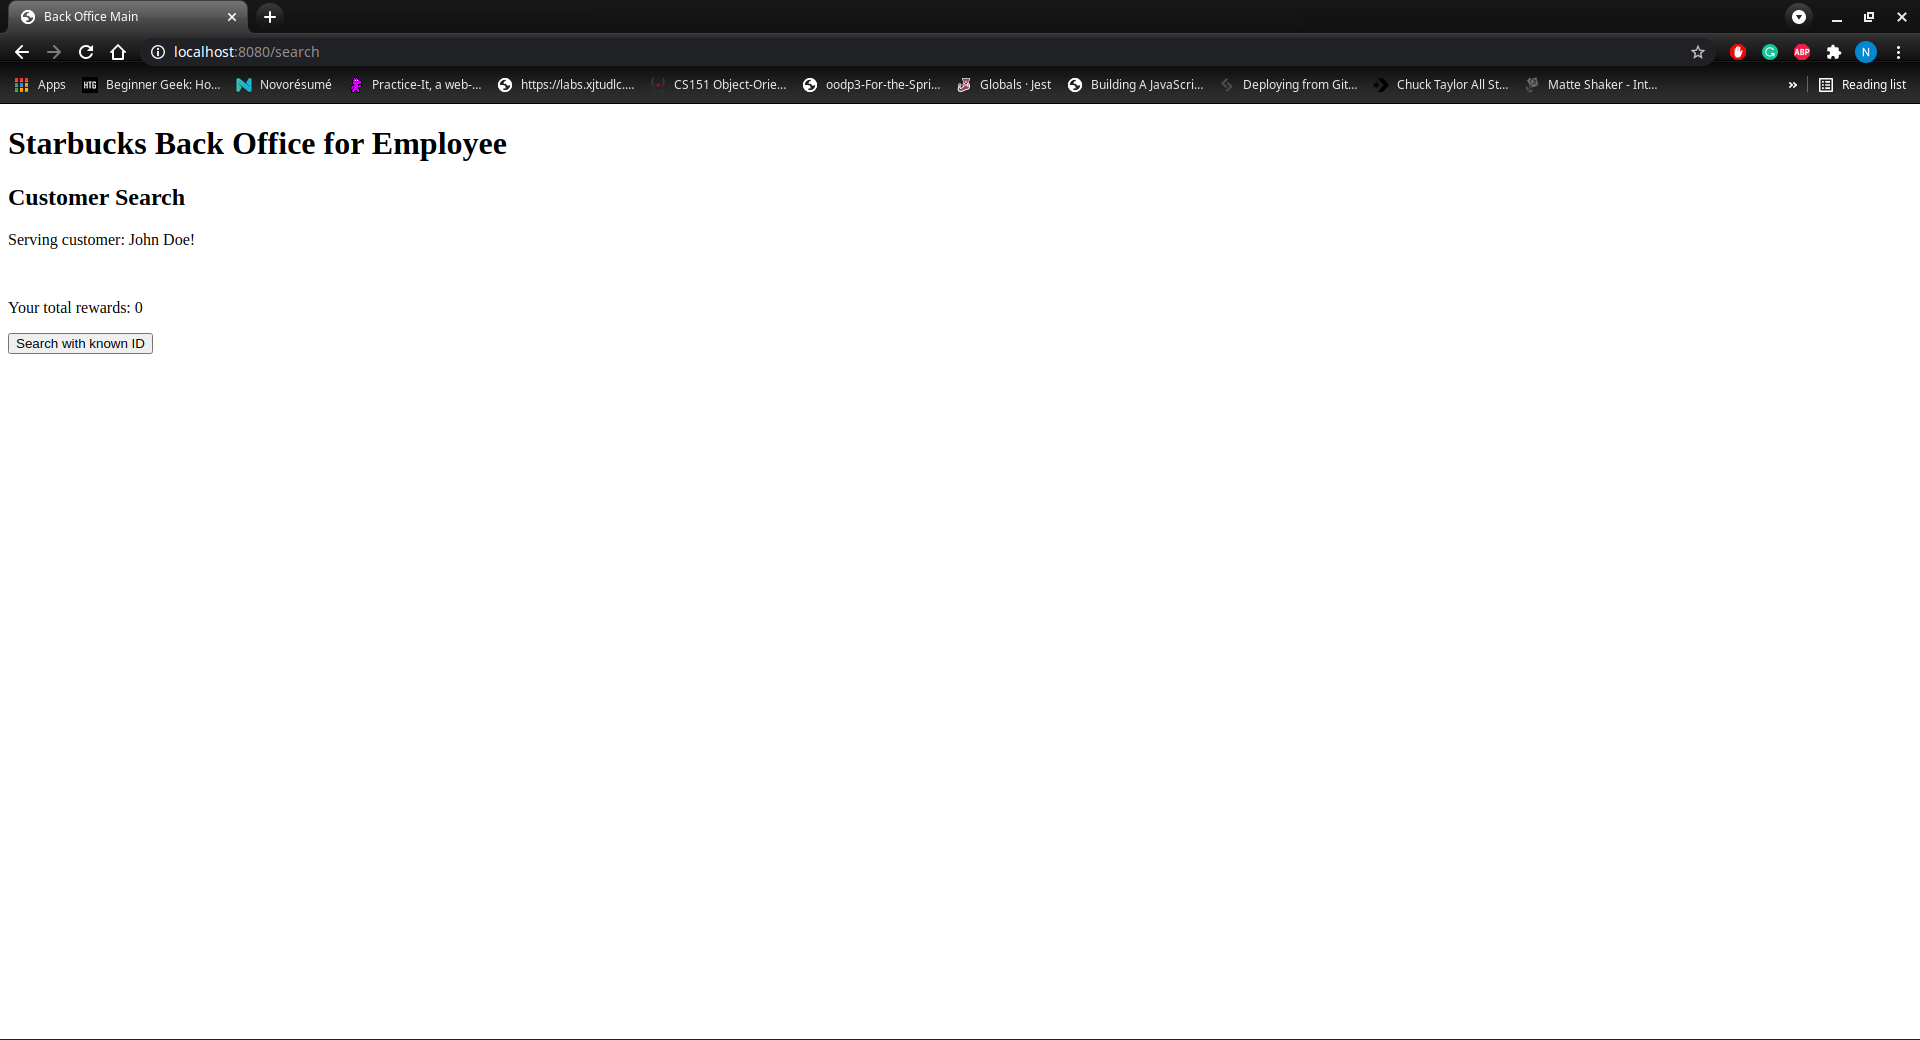 Back Office Main
localhost:8080/search
N
Apps
HTG Beginner Geek: Ho...
Novorésumé
Practice-It, a web-...
https://labs.xjtudlc....
CS151 Object-Orie...
oodp3-For-the-Spri...
Globals · Jest
Building A JavaScri...
Deploying from Git...
Chuck Taylor All St...
Matte Shaker - Int...
»
Reading list
ABP
Starbucks Back Office for Employee
Customer Search
Serving customer: John Doe!
Your total rewards: 0
Search with known ID